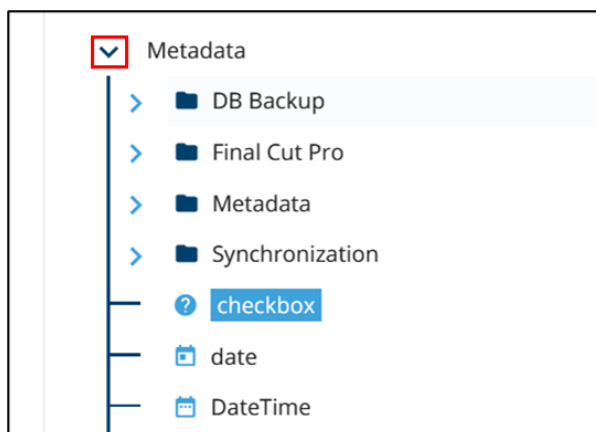 Metadata
DB Backup
Final Cut Pro
Metadata
Synchronization
checkbox
date
DateTime